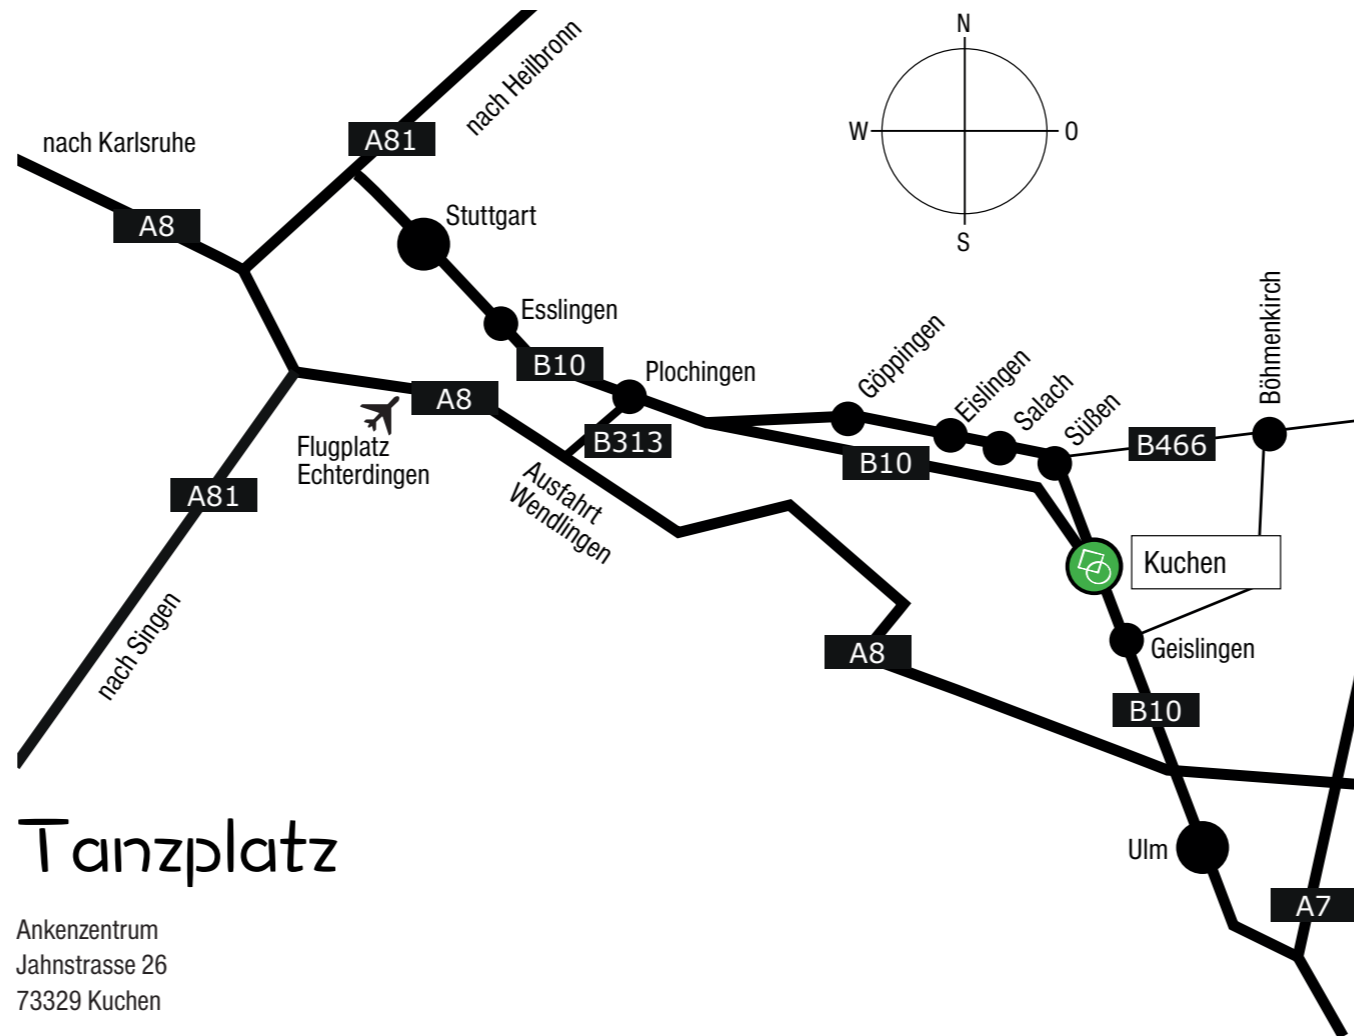 N
W
O
S
nach Heilbronn
A81
nach Karlsruhe
A8
Stuttgart
Esslingen
B10
Plochingen
A8
Flugplatz
Echterdingen
B313
Ausfahrt
Wendlingen
A81
nach Singen
Göppingen
Eislingen
Salach
Süßen
B10
B466
Böhmenkirch
Kuchen
Geislingen
A8
B10
Ulm
A7
Tanzplatz
Ankenzentrum
Jahnstrasse 26
73329 Kuchen